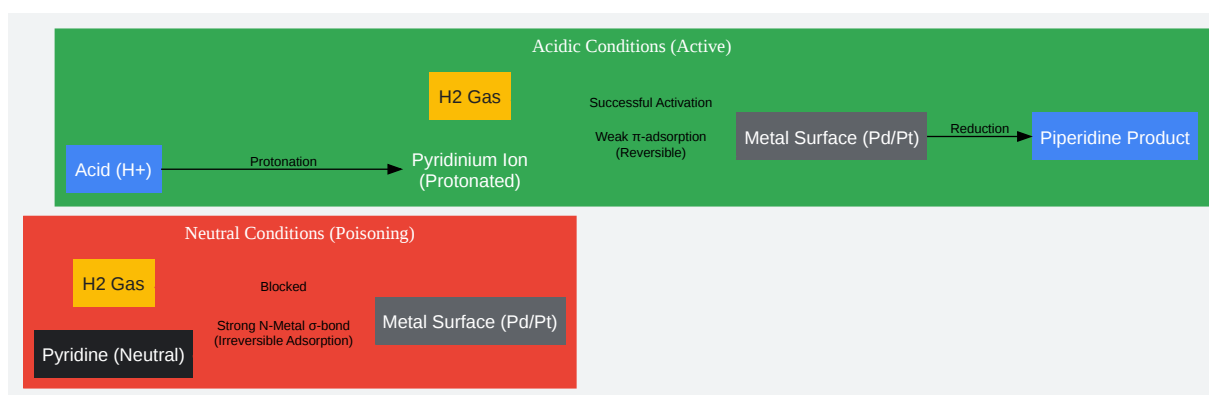 Acidic Conditions (Active)
H2 Gas
Successful Activation
Weak π-adsorption
(Reversible)
Metal Surface (Pd/Pt)
Reduction
Piperidine Product
Acid (H+)
Protonation
Pyridinium Ion
(Protonated)
Neutral Conditions (Poisoning)
H2 Gas
Blocked
Strong N-Metal σ-bond
(Irreversible Adsorption)
Metal Surface (Pd/Pt)
Pyridine (Neutral)